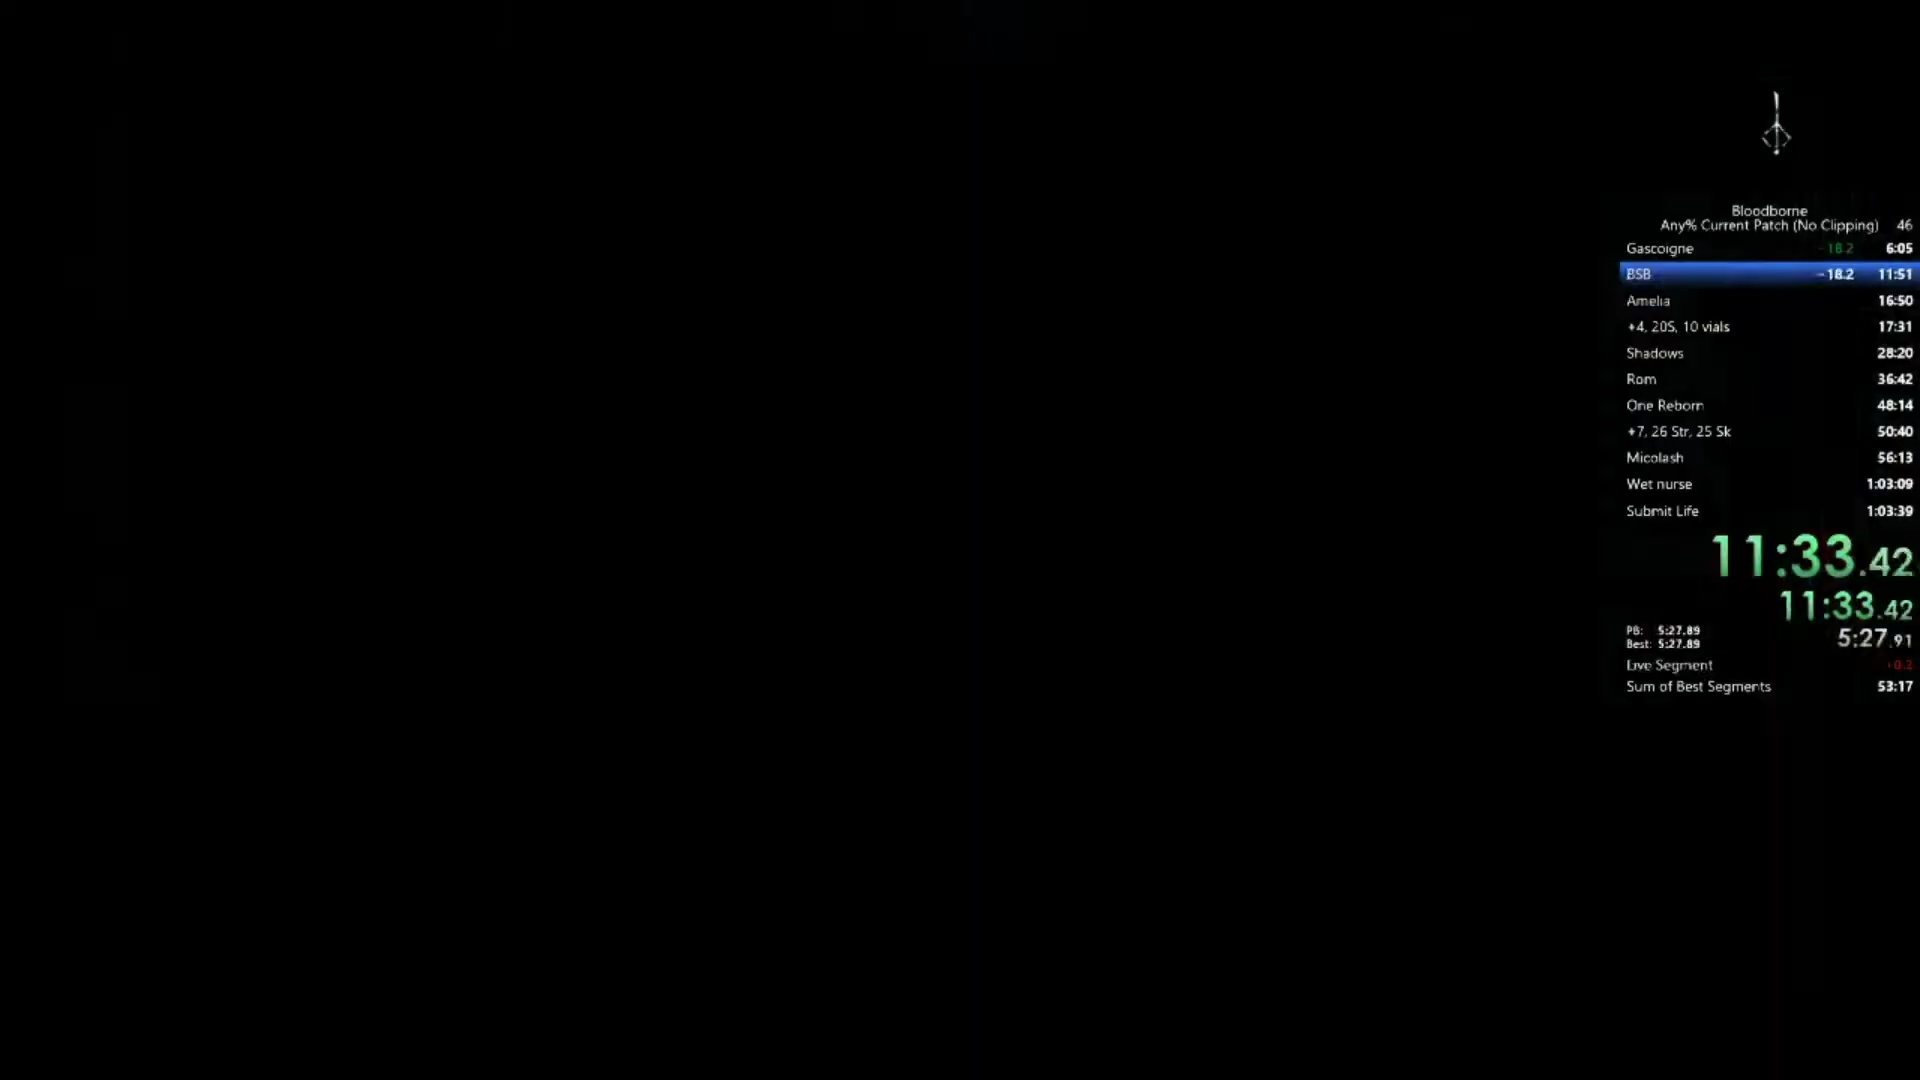 Bloodborne
Any% Current Patch (No Clipping) 46
Gascoigne -18.2 6:05
BSB -18.2 11:51
Amelia 16:50
+4, 20S, 10 vials 17:31
Shadows 28:20
Rom 36:42
One Reborn 48:14
+7, 26 Str, 25 Sk 50:40
Micolash 56:13
Wet nurse 1:03:09
Submit Life 1:03:39
11:33.42
11:33.42
PB: 5:27.89 5:27.91
Best: 5:27.89
Live Segment +0.2
Sum of Best Segments 53:17